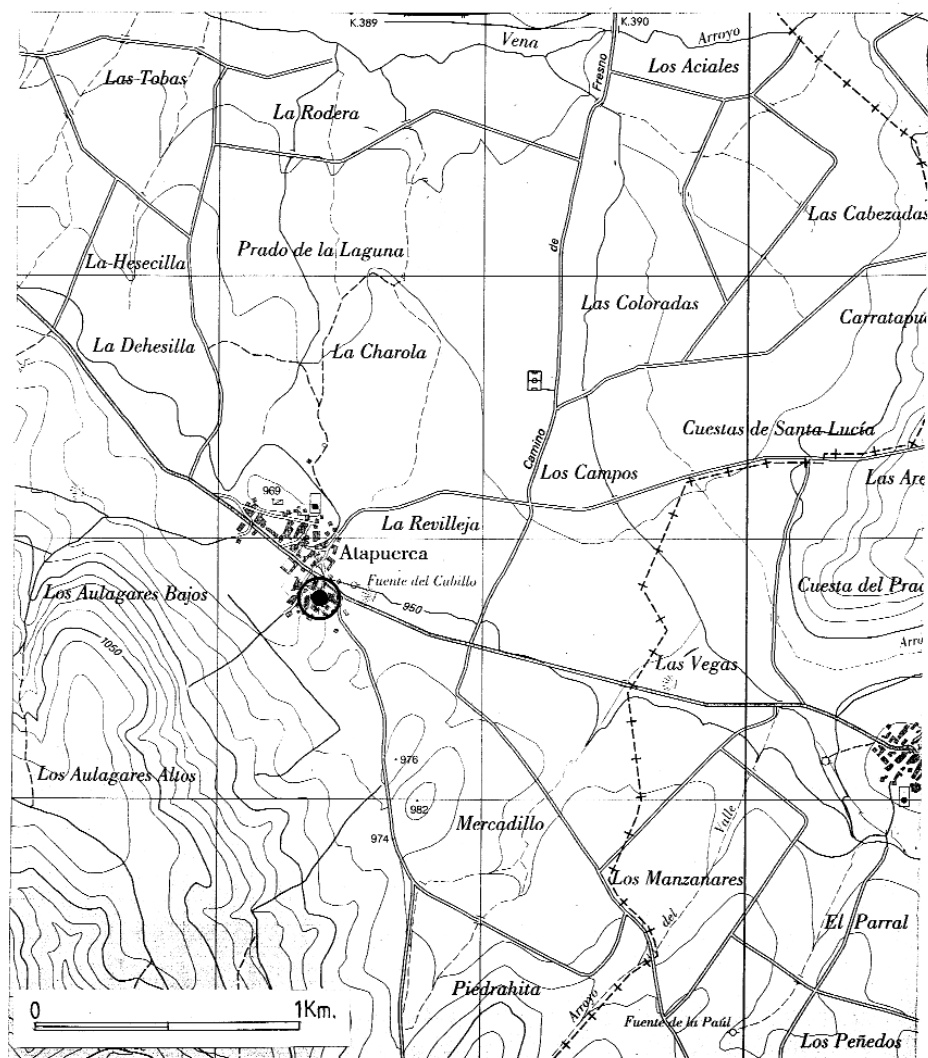 K.389
K.390
Vena
Arroyo
Las Tobas
Fresno
Los Aciales
La Rodera
Las Cabezadas
La Hesecilla
Prado de la Laguna
de
Las Coloradas
Carratapu
La Dehesilla
La Charola
Camino
Cuestas de Santa Lucía
Los Campos
Las Are
969
La Revilleja
Atapuerca
Fuente del Cubillo
Los Aulagares Bajos
950
Cuesta del Prad
Arro
1050
Las Vegas
976
Los Aulagares Altos
982
Mercadillo
974
Valle
Los Manzanares
del
El Parral
Piedrahita
Arroyo
Fuente de la Paúl
Los Peñedos
0 1Km.